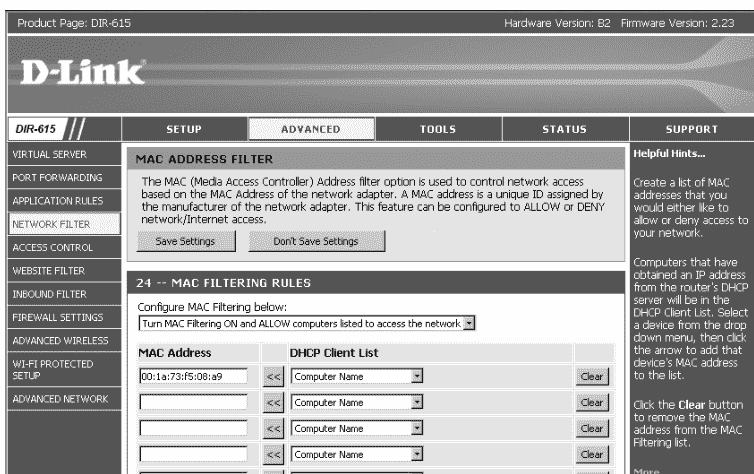 Product Page: DIR-615
Hardware Version: B2 Firmware Version: 2.23
D-Link
DIR-615
SETUP
ADVANCED
TOOLS
STATUS
SUPPORT
VIRTUAL SERVER
PORT FORWARDING
APPLICATION RULES
NETWORK FILTER
ACCESS CONTROL
WEBSITE FILTER
INBOUND FILTER
FIREWALL SETTINGS
ADVANCED WIRELESS
WI-FI PROTECTED
SETUP
ADVANCED NETWORK
MAC ADDRESS FILTER
The MAC (Media Access Controller) Address filter
option is used to control network access
based on the MAC Address of the network adapter. A MAC address is a unique ID assigned by
the manufacturer of the network adapter. This feature can be configured to ALLOW or DENY
network/Internet access.
Save Settings
Don't Save Settings
24 -- MAC FILTERING RULES
Configure MAC Filtering below:
Turn MAC Filtering ON and ALLOW computers listed to access the network
MAC Address
DHCP Client List
00:1a:73:f5:08:a9
<<
Computer Name
Clear
<<
Computer Name
Clear
<<
Computer Name
Clear
<<
Computer Name
Clear
Helpful Hints...
Create a list of MAC
addresses that you
would either like to
allow or deny access to
your network.
Computers that have
obtained an IP address
from the router's DHCP
server will be in the
DHCP Client List. Select
a device from the drop
down menu, then click
the arrow to add that
device's MAC address
to the list.
Click the Clear button
to remove the MAC
address from the MAC
Filtering list.
More